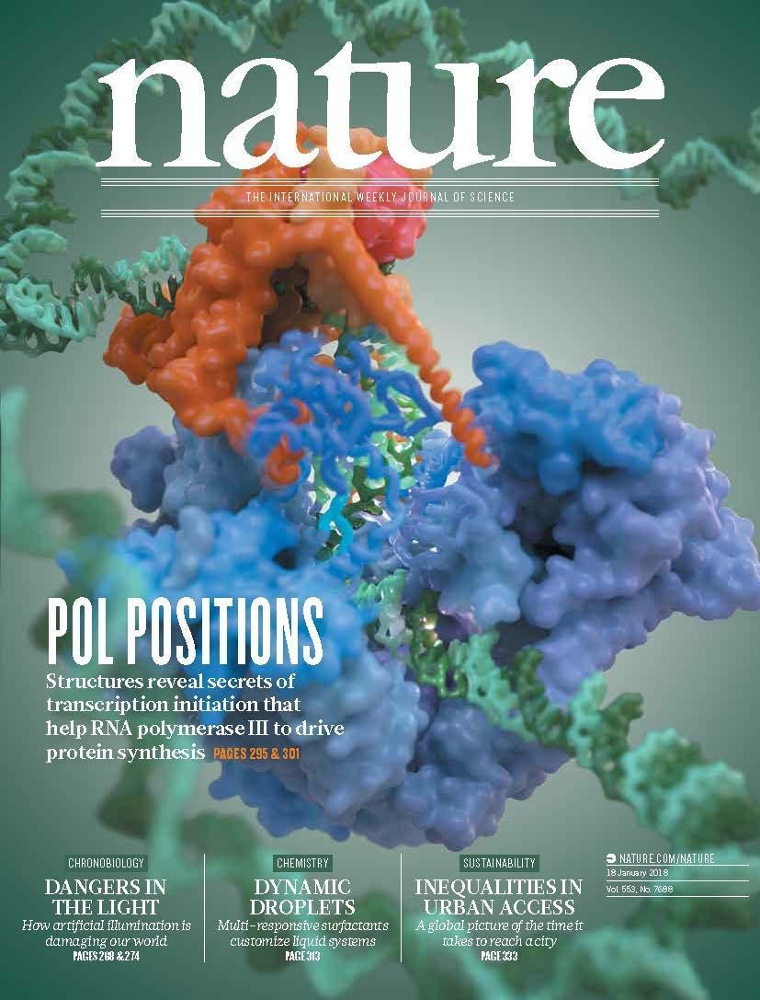 nature
THE INTERNATIONAL WEEKLY JOURNAL OF SCIENCE
POL POSITIONS
Structures reveal secrets of
transcription initiation that
help RNA polymerase III to drive
protein synthesis PAGES 295 & 301
CHRONOBIOLOGY
DANGERS IN
THE LIGHT
How artificial illumination is
damaging our world
PAGES 268 & 274
CHEMISTRY
DYNAMIC
DROPLETS
Multi-responsive surfactants
customize liquid systems
PAGE 313
SUSTAINABILITY
INEQUALITIES IN
URBAN ACCESS
A global picture of the time it
takes to reach a city
PAGE 333
NATURE.COM/NATURE
18 January 2018
Vol. 553, No. 7688